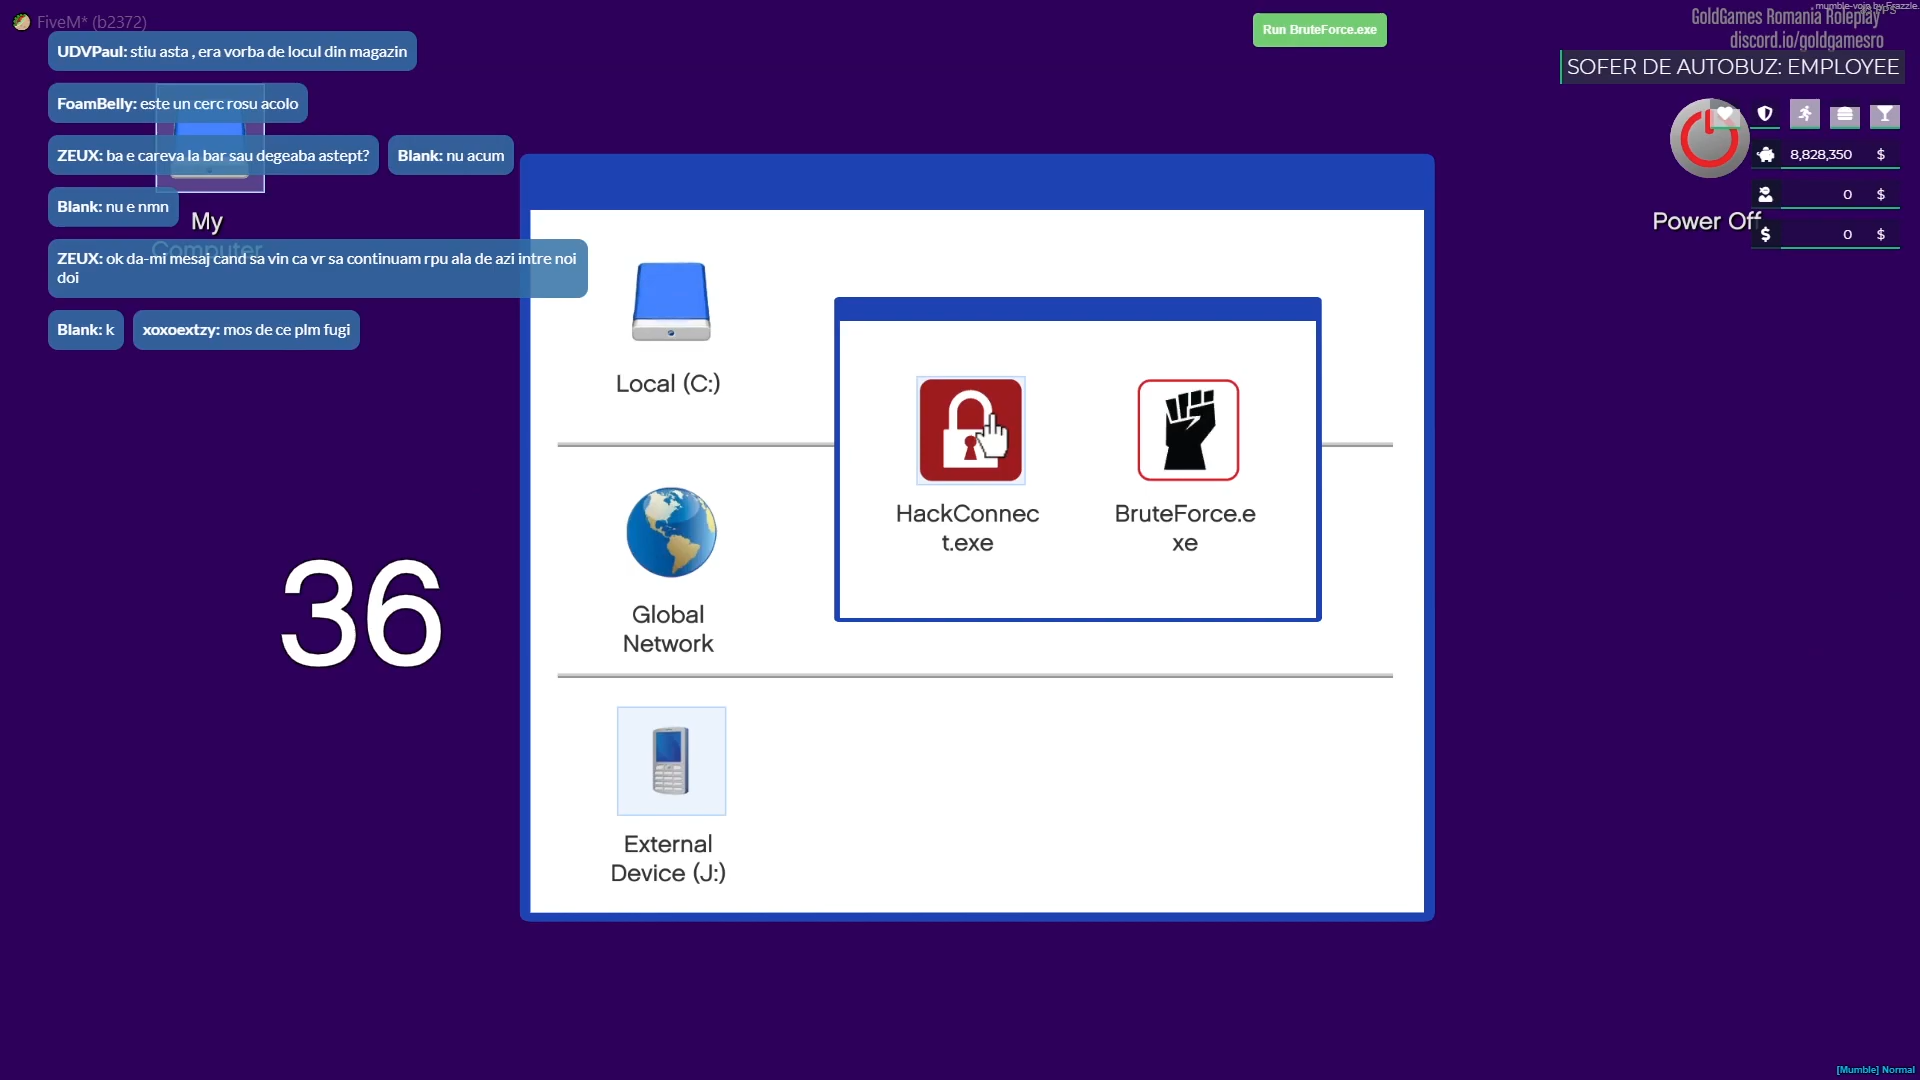 FiveM* (b2372)
mumble-voip by Frazzle.
GoldGames Romania Roleplay
discord.io/goldgamesro
Run BruteForce.exe
SOFER DE AUTOBUZ: EMPLOYEE
UDVPaul: stiu asta , era vorba de locul din magazin
FoamBelly: este un cerc rosu acolo
ZEUX: ba e careva la bar sau degeaba astept?
Blank: nu acum
Blank: nu e nmn
My
Computer
ZEUX: ok da-mi mesaj cand sa vin ca vr sa continuam rpu ala de azi intre noi
doi
Blank: k
xoxoextzy: mos de ce plm fugi
8,828,350 $
0 $
0 $
Power Off
Local (C:)
HackConnec
t.exe
BruteForce.e
xe
Global
Network
36
External
Device (J:)
[Mumble] Normal